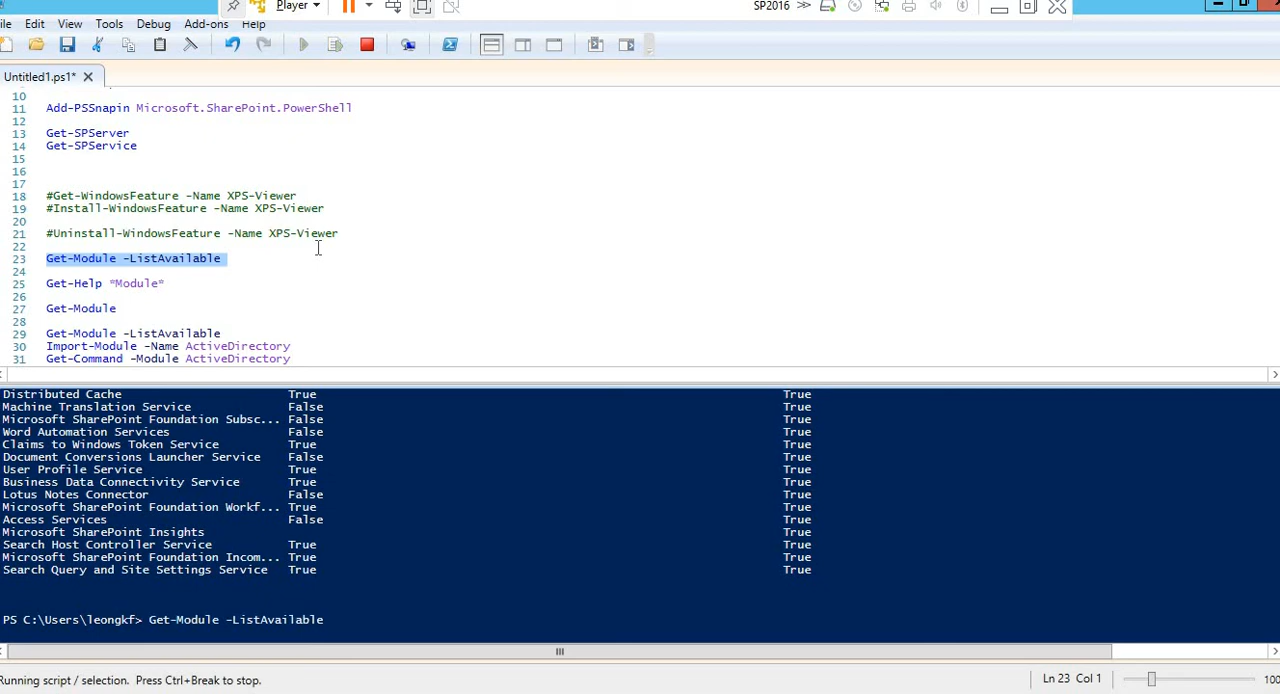 Player
SP2016
ile Edit View Tools Debug Add-ons Help
Untitled1.ps1*
10
11 Add-PSSnapin Microsoft.SharePoint.PowerShell
12
13 Get-SPServer
14 Get-SPService
15
16
17
18 #Get-WindowsFeature -Name XPS-Viewer
19 #Install-WindowsFeature -Name XPS-Viewer
20
21 #Uninstall-WindowsFeature -Name XPS-Viewer
22
23 Get-Module -ListAvailable
24
25 Get-Help *Module*
26
27 Get-Module
28
29 Get-Module -ListAvailable
30 Import-Module -Name ActiveDirectory
31 Get-Command -Module ActiveDirectory
Distributed Cache True True
Machine Translation Service False True
Microsoft SharePoint Foundation Subsc... False True
Word Automation Services False True
Claims to Windows Token Service True True
Document Conversions Launcher Service False True
User Profile Service True True
Business Data Connectivity Service True True
Lotus Notes Connector False True
Microsoft SharePoint Foundation Workf... True True
Access Services False True
Microsoft SharePoint Insights True
Search Host Controller Service True True
Microsoft SharePoint Foundation Incom... True True
Search Query and Site Settings Service True True
PS C:\Users\leongkf> Get-Module -ListAvailable
Running script / selection. Press Ctrl+Break to stop.
Ln 23 Col 1
100